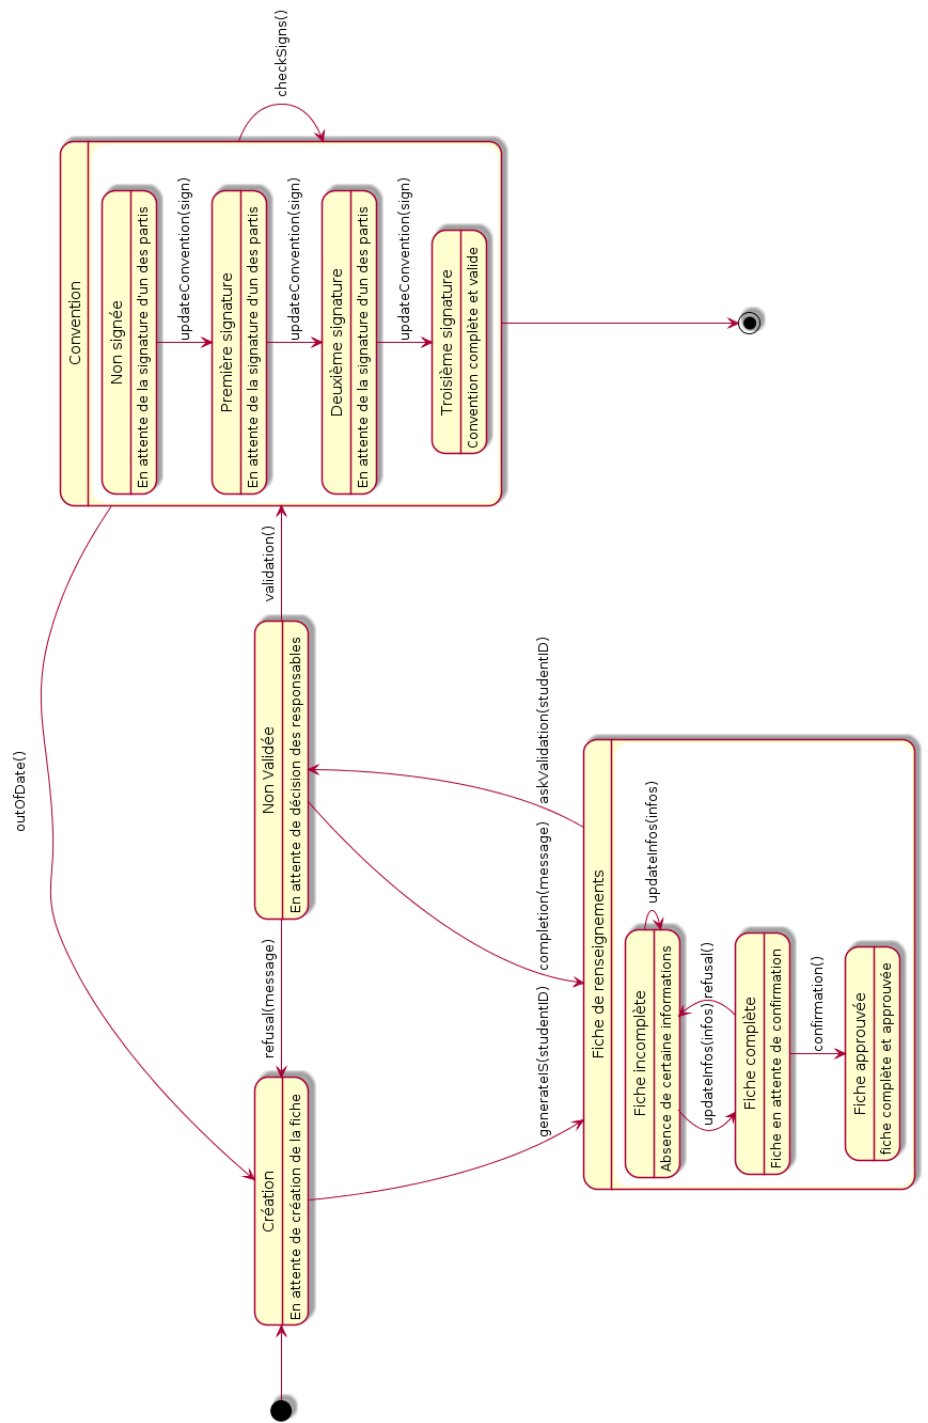 Création
En attente de création de la fiche
generateIS(studentID)
refusal(message)
outOfDate()
Non Validée
En attente de décision des responsables
validation()
completion(message)
askValidation(studentID)
Fiche de renseignements
Fiche incomplète
Absence de certaine informations
updateInfos(infos)
updateInfos(infos)
refusal()
Fiche complète
Fiche en attente de confirmation
confirmation()
Fiche approuvée
fiche complète et approuvée
Convention
checkSigns()
Non signée
En attente de la signature d'un des partis
updateConvention(sign)
Première signature
En attente de la signature d'un des partis
updateConvention(sign)
Deuxième signature
En attente de la signature d'un des partis
updateConvention(sign)
Troisième signature
Convention complète et valide